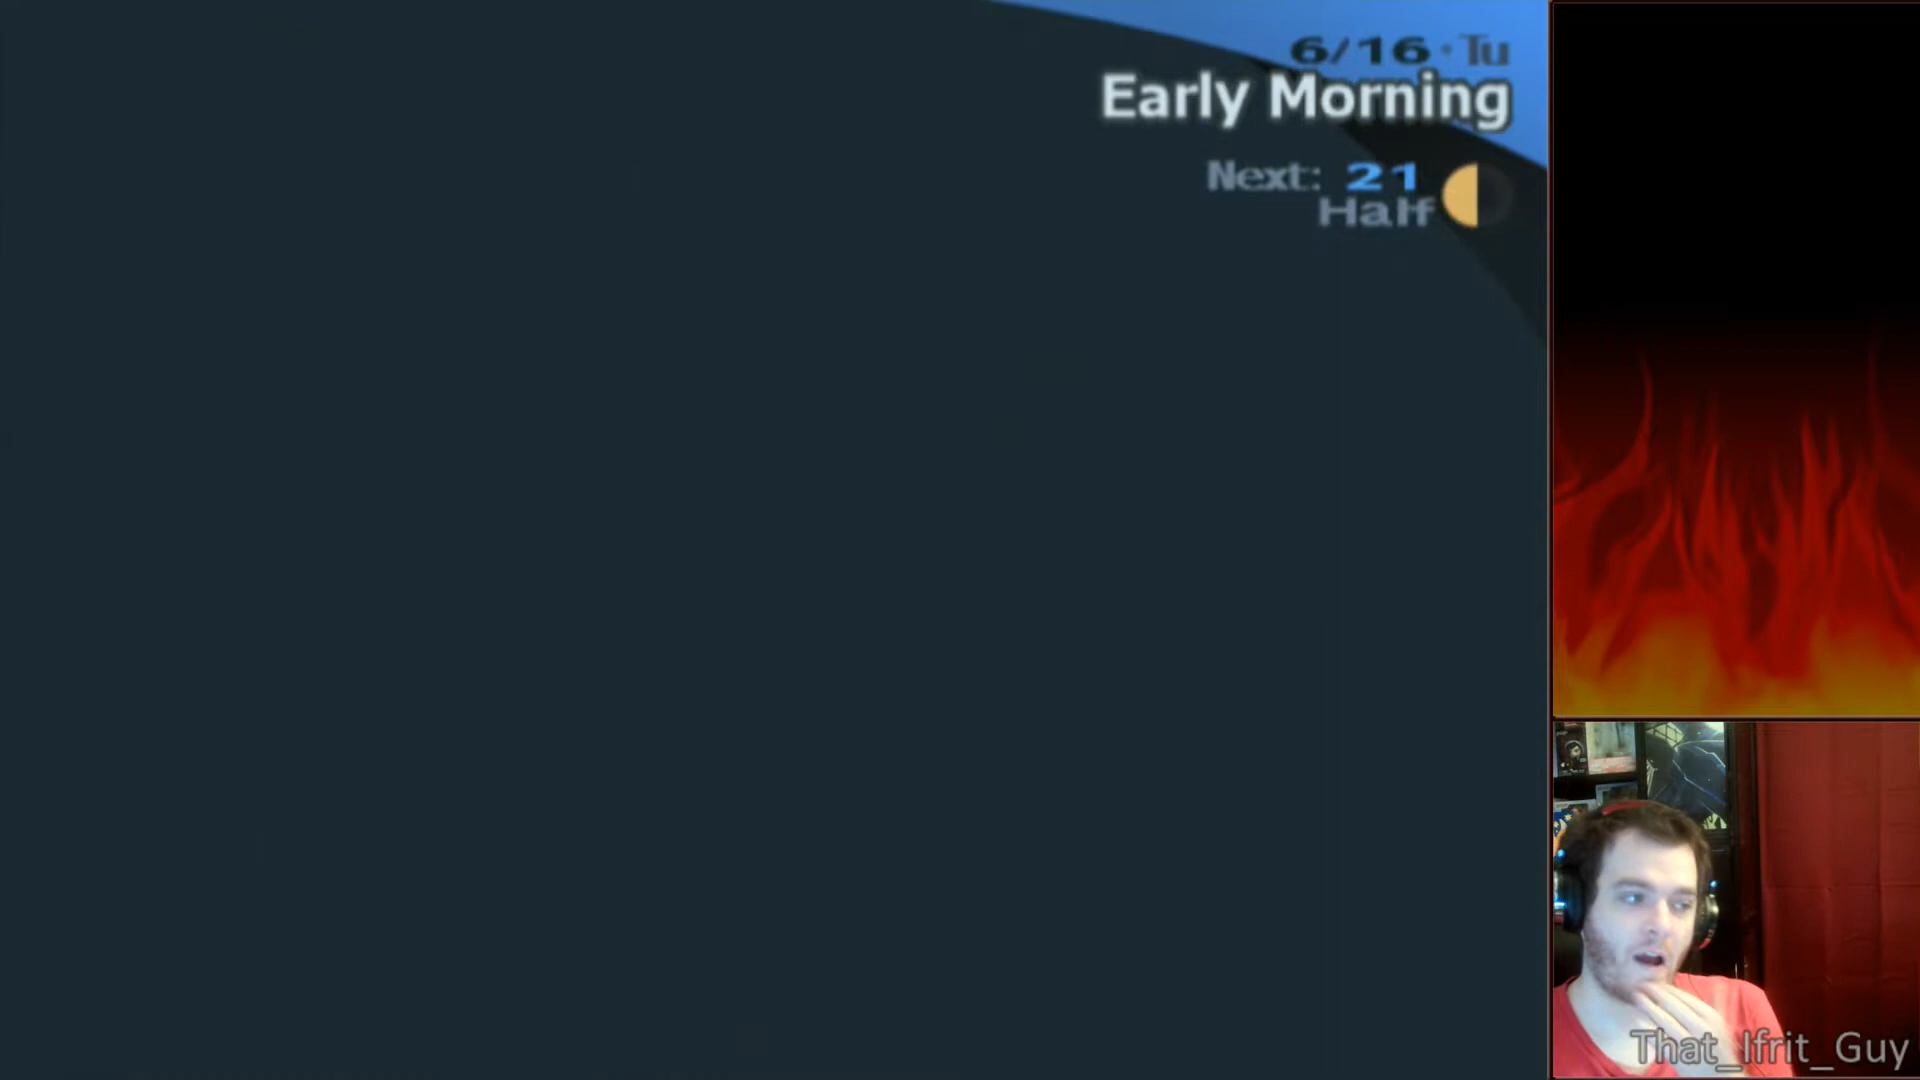 6/16・Tu
Early Morning
Next: 21
Half
That_Ifrit_Guy